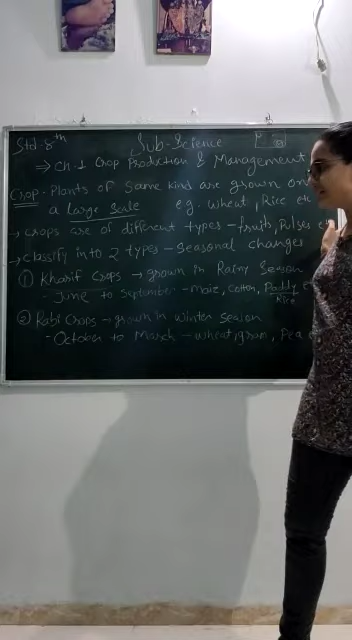 Std-8th Sub-Science
⇒ Ch-1 Crop Production & Management
Crop - Plants of Same kind are grown on
a Large Scale e.g. Wheat, Rice etc
→ crops are of different types - fruits, Pulses
→ classify into 2 types - Seasonal changes
① Kharif Crops → grown in Rainy Season
- June to September - Maize, Cotton, Paddy
Rice
② Rabi Crops → grown in Winter Season
- October to March - wheat, gram, Pea